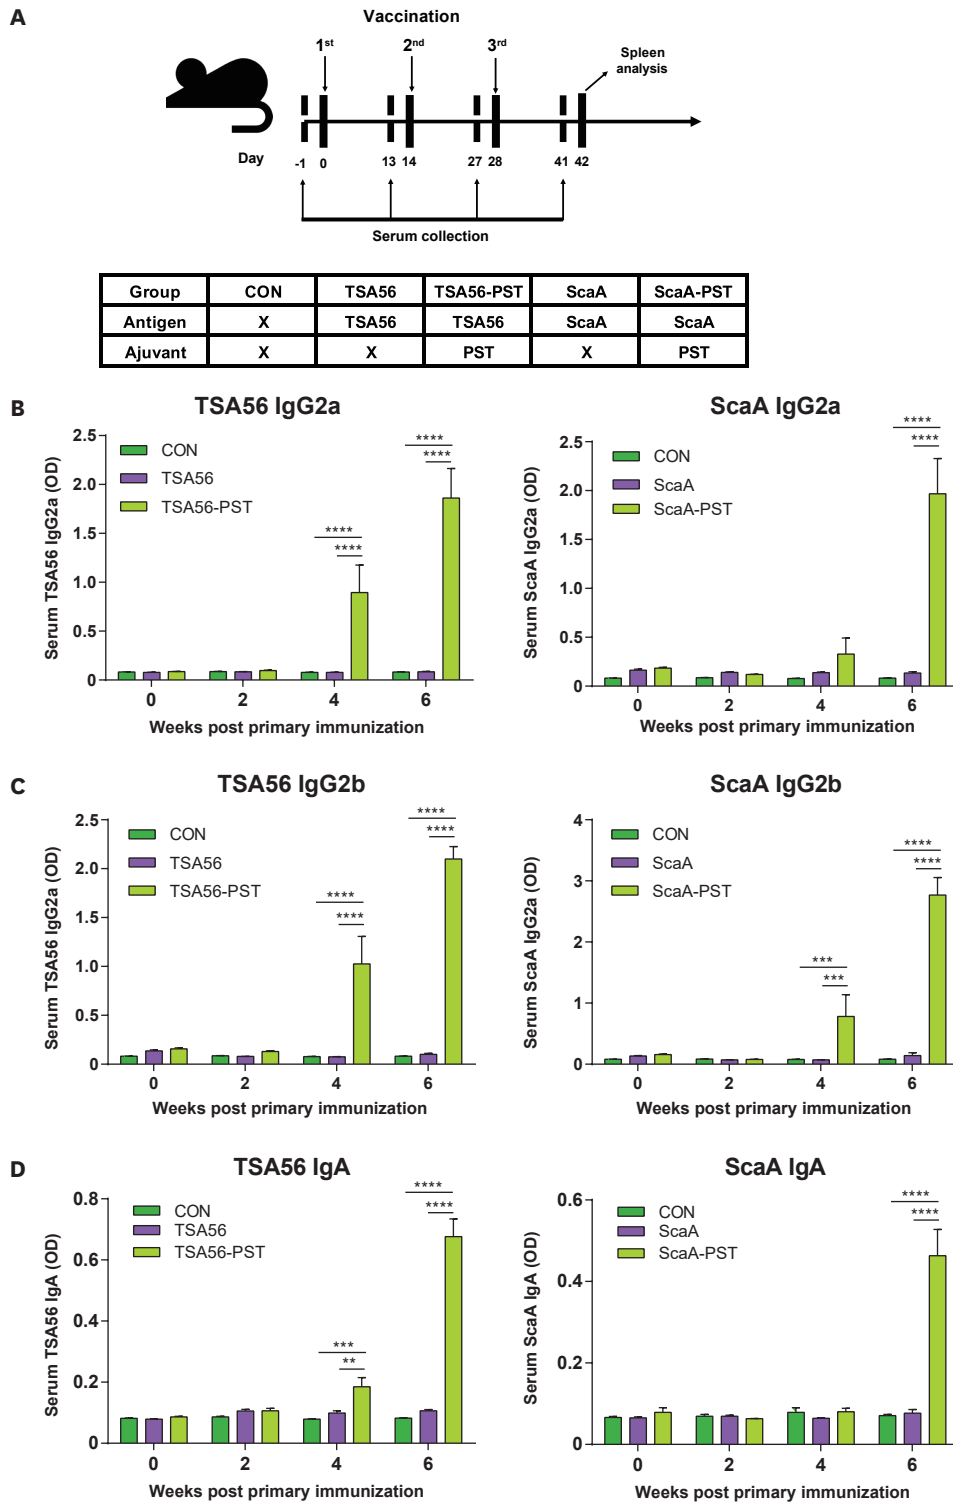 A
Vaccination
1st
2nd
3rd
Spleen
analysis
Day
-1 0 13 14 27 28 41 42
Serum collection
Group CON TSA56 TSA56-PST ScaA ScaA-PST
Antigen X TSA56 TSA56 ScaA ScaA
Ajuvant X X PST X PST
B
TSA56 IgG2a
Serum TSA56 IgG2a (OD)
2.5
2.0
1.5
1.0
0.5
0
CON
TSA56
TSA56-PST
****
****
****
****
0 2 4 6
Weeks post primary immunization
ScaA IgG2a
Serum ScaA IgG2a (OD)
2.5
2.0
1.5
1.0
0.5
0
CON
ScaA
ScaA-PST
****
****
0 2 4 6
Weeks post primary immunization
C
TSA56 IgG2b
Serum TSA56 IgG2a (OD)
2.5
2.0
1.5
1.0
0.5
0
CON
TSA56
TSA56-PST
****
****
****
****
0 2 4 6
Weeks post primary immunization
ScaA IgG2b
Serum ScaA IgG2a (OD)
4
3
2
1
0
CON
ScaA
ScaA-PST
***
***
****
****
0 2 4 6
Weeks post primary immunization
D
TSA56 IgA
Serum TSA56 IgA (OD)
0.8
0.6
0.4
0.2
0
CON
TSA56
TSA56-PST
***
**
****
****
0 2 4 6
Weeks post primary immunization
ScaA IgA
Serum ScaA IgA (OD)
0.6
0.4
0.2
0
CON
ScaA
ScaA-PST
****
****
0 2 4 6
Weeks post primary immunization